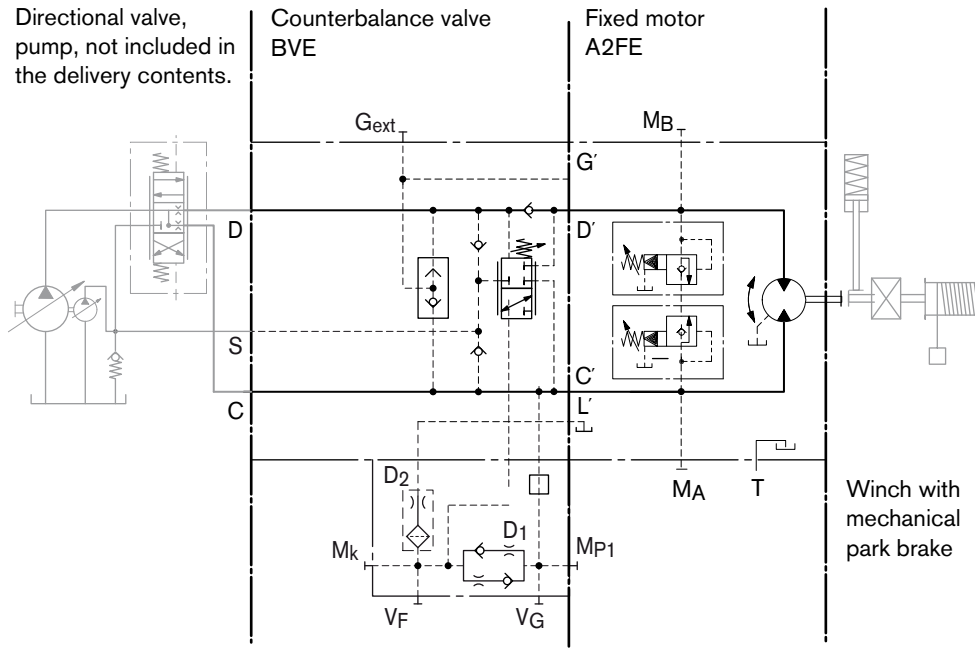 Directional valve,
pump, not included in
the delivery contents.
Counterbalance valve
BVE
Fixed motor
A2FE
Gext
MB
G′
D
D′
S
C′
C
L′
D2
MA
T
Winch with
mechanical
park brake
D1
Mk
MP1
VF
VG